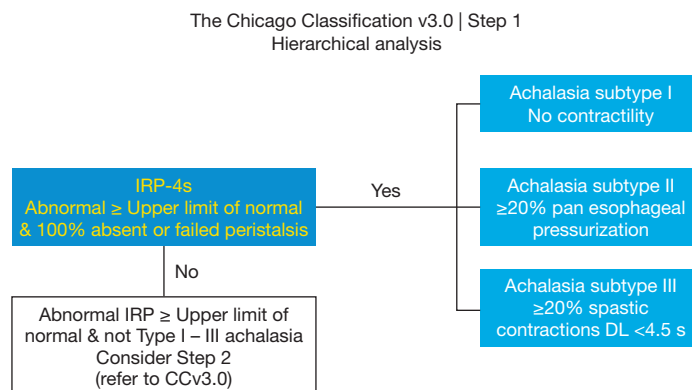 The Chicago Classification v3.0 | Step 1
Hierarchical analysis
Achalasia subtype I
No contractility
IRP-4s
Abnormal ≥ Upper limit of normal
& 100% absent or failed peristalsis
Yes
Achalasia subtype II
≥20% pan esophageal
pressurization
No
Achalasia subtype III
≥20% spastic
contractions DL <4.5 s
Abnormal IRP ≥ Upper limit of
normal & not Type I – III achalasia
Consider Step 2
(refer to CCv3.0)